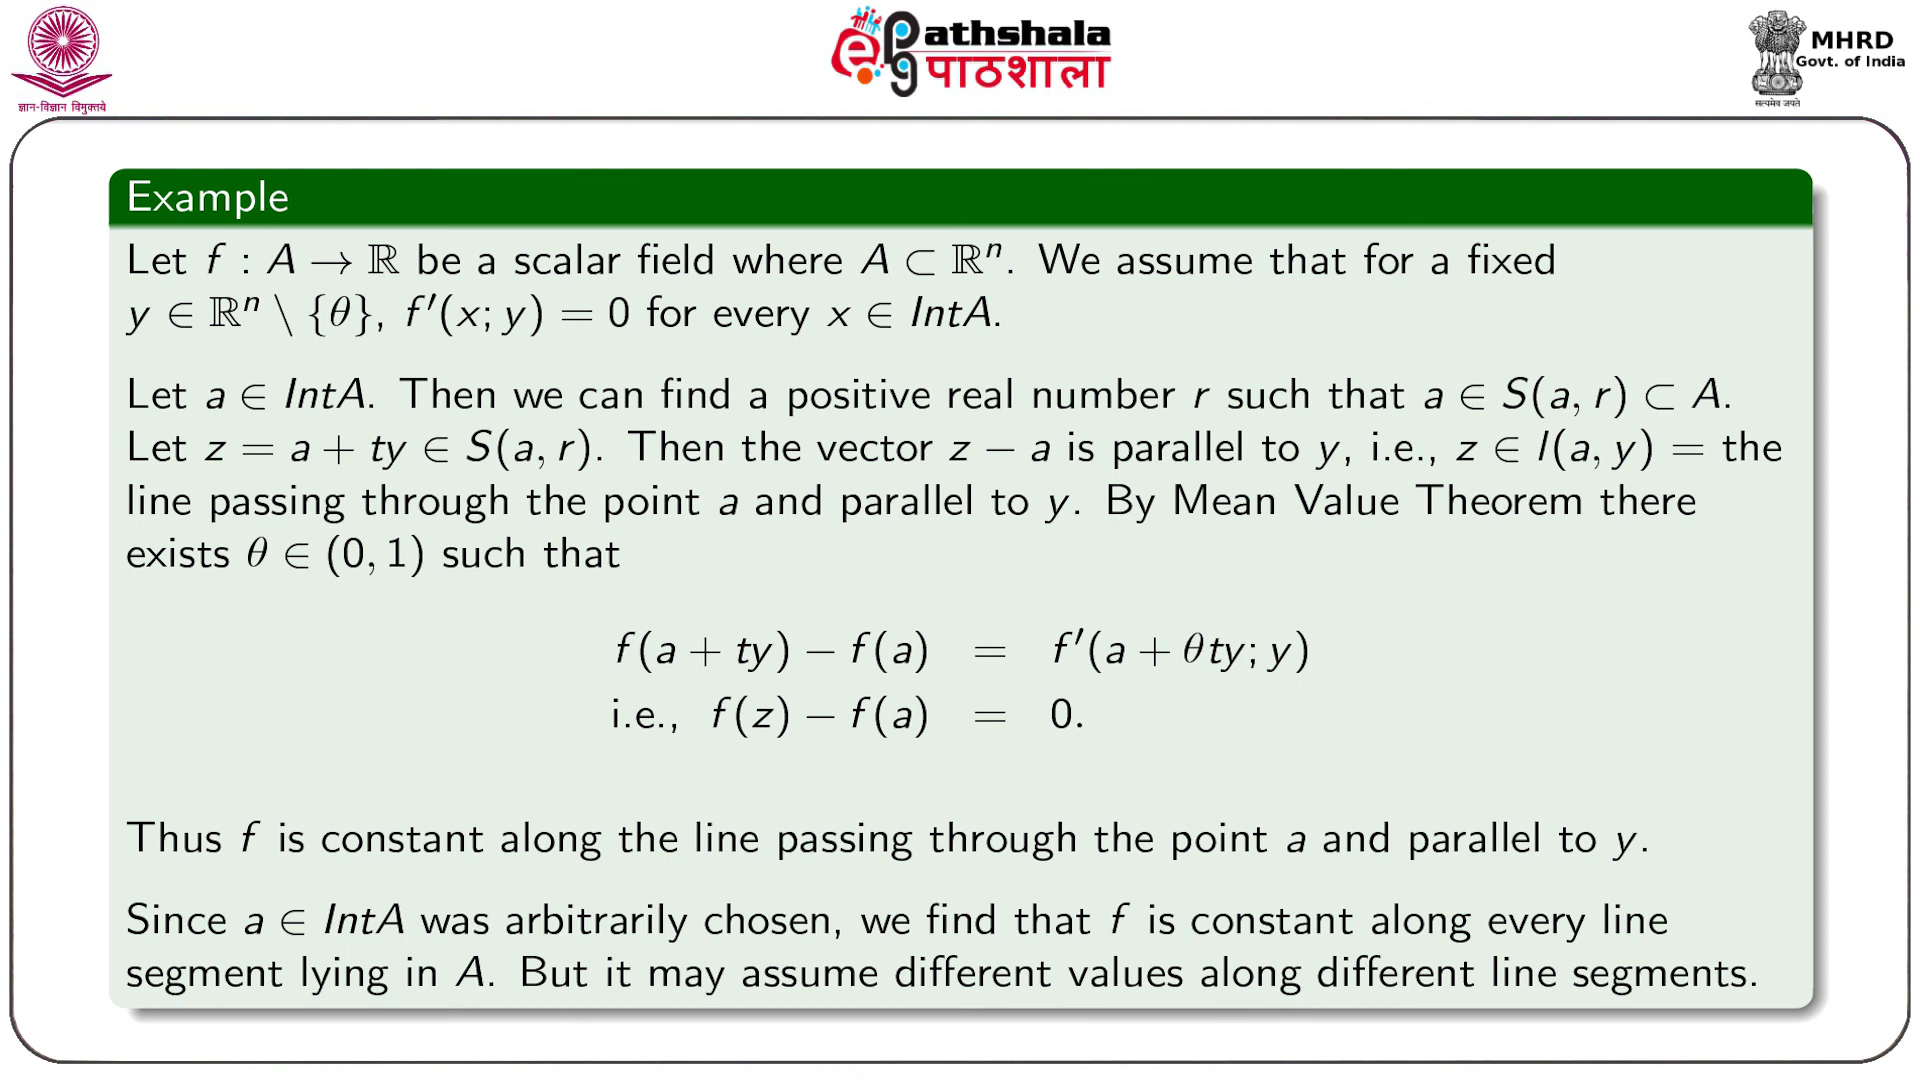 ज्ञान-विज्ञान विमुक्तये
ePG Pathshala
पाठशाला
MHRD
Govt. of India
सत्यमेव जयते
Example
Let f : A → ℝ be a scalar field where A ⊂ ℝⁿ. We assume that for a fixed
y ∈ ℝⁿ \ {θ}, f′(x; y) = 0 for every x ∈ IntA.
Let a ∈ IntA. Then we can find a positive real number r such that a ∈ S(a, r) ⊂ A.
Let z = a + ty ∈ S(a, r). Then the vector z − a is parallel to y, i.e., z ∈ l(a, y) = the
line passing through the point a and parallel to y. By Mean Value Theorem there
exists θ ∈ (0, 1) such that
f(a + ty) − f(a) = f′(a + θty; y)
i.e., f(z) − f(a) = 0.
Thus f is constant along the line passing through the point a and parallel to y.
Since a ∈ IntA was arbitrarily chosen, we find that f is constant along every line
segment lying in A. But it may assume different values along different line segments.